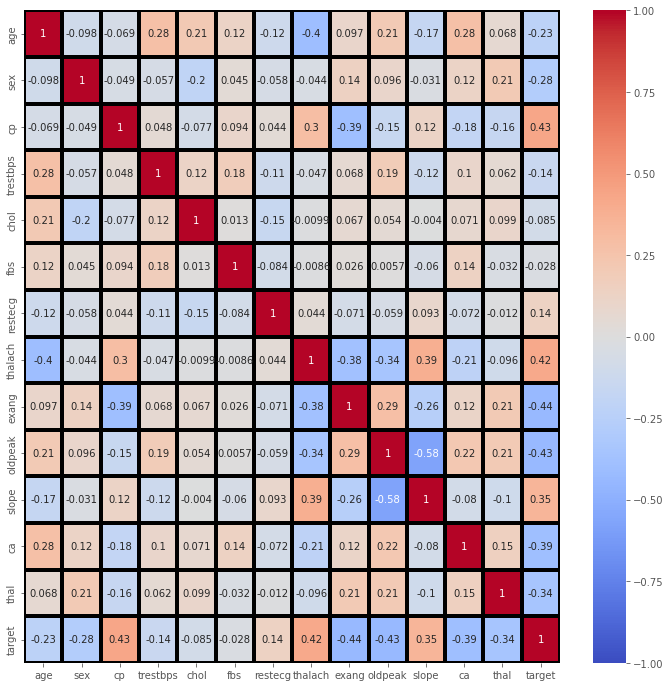 age 1 -0.098 -0.069 0.28 0.21 0.12 -0.12 -0.4 0.097 0.21 -0.17 0.28 0.068 -0.23
sex -0.098 1 -0.049 -0.057 -0.2 0.045 -0.058 -0.044 0.14 0.096 -0.031 0.12 0.21 -0.28
cp -0.069 -0.049 1 0.048 -0.077 0.094 0.044 0.3 -0.39 -0.15 0.12 -0.18 -0.16 0.43
trestbps 0.28 -0.057 0.048 1 0.12 0.18 -0.11 -0.047 0.068 0.19 -0.12 0.1 0.062 -0.14
chol 0.21 -0.2 -0.077 0.12 1 0.013 -0.15 -0.0099 0.067 0.054 -0.004 0.071 0.099 -0.085
fbs 0.12 0.045 0.094 0.18 0.013 1 -0.084 -0.0086 0.026 0.0057 -0.06 0.14 -0.032 -0.028
restecg -0.12 -0.058 0.044 -0.11 -0.15 -0.084 1 0.044 -0.071 -0.059 0.093 -0.072 -0.012 0.14
thalach -0.4 -0.044 0.3 -0.047 -0.0099 -0.0086 0.044 1 -0.38 -0.34 0.39 -0.21 -0.096 0.42
exang 0.097 0.14 -0.39 0.068 0.067 0.026 -0.071 -0.38 1 0.29 -0.26 0.12 0.21 -0.44
oldpeak 0.21 0.096 -0.15 0.19 0.054 0.0057 -0.059 -0.34 0.29 1 -0.58 0.22 0.21 -0.43
slope -0.17 -0.031 0.12 -0.12 -0.004 -0.06 0.093 0.39 -0.26 -0.58 1 -0.08 -0.1 0.35
ca 0.28 0.12 -0.18 0.1 0.071 0.14 -0.072 -0.21 0.12 0.22 -0.08 1 0.15 -0.39
thal 0.068 0.21 -0.16 0.062 0.099 -0.032 -0.012 -0.096 0.21 0.21 -0.1 0.15 1 -0.34
target -0.23 -0.28 0.43 -0.14 -0.085 -0.028 0.14 0.42 -0.44 -0.43 0.35 -0.39 -0.34 1
age sex cp trestbps chol fbs restecg thalach exang oldpeak slope ca thal target
1.00
0.75
0.50
0.25
0.00
-0.25
-0.50
-0.75
-1.00